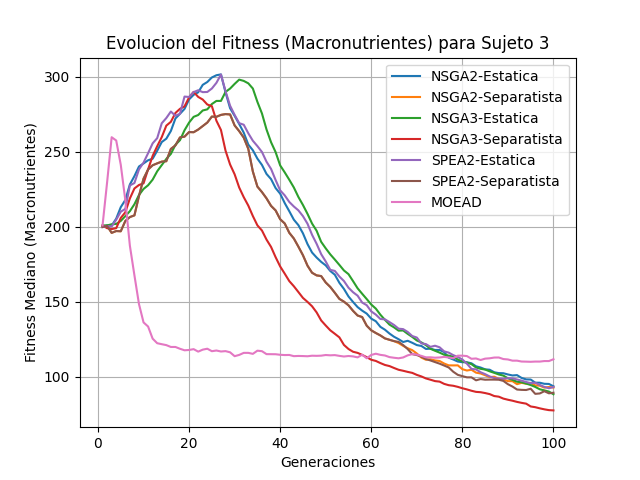 Evolucion del Fitness (Macronutrientes) para Sujeto 3
Fitness Mediano (Macronutrientes)
300
250
200
150
100
0
20
40
60
80
100
Generaciones
NSGA2-Estatica
NSGA2-Separatista
NSGA3-Estatica
NSGA3-Separatista
SPEA2-Estatica
SPEA2-Separatista
MOEAD